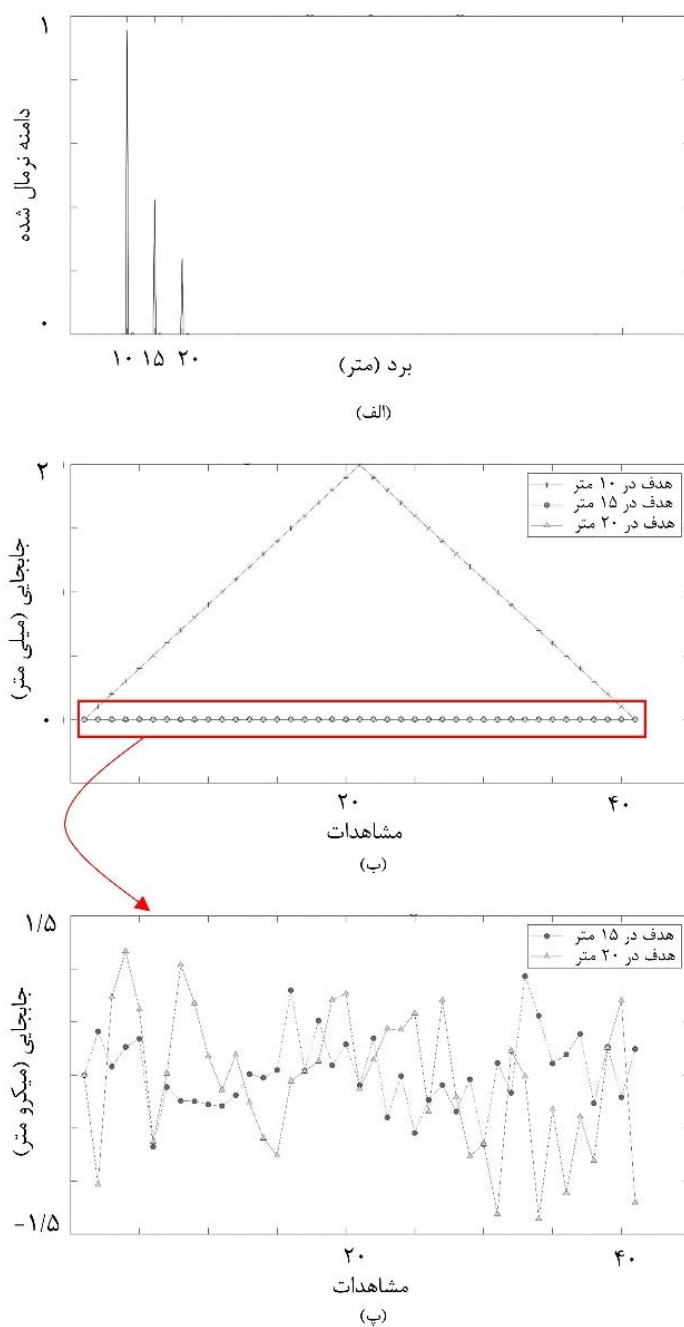 ۱
دامنه نرمال شده
۰
۱۰ ۱۵ ۲۰
برد (متر)
(الف)
۲
هدف در ۱۰ متر
هدف در ۱۵ متر
هدف در ۲۰ متر
جابجایی (میلی متر)
۱
۰
۲۰ ۴۰
مشاهدات
(ب)
۱/۵
هدف در ۱۵ متر
هدف در ۲۰ متر
جابجایی (میکرو متر)
-۱/۵
۲۰ ۴۰
مشاهدات
(پ)